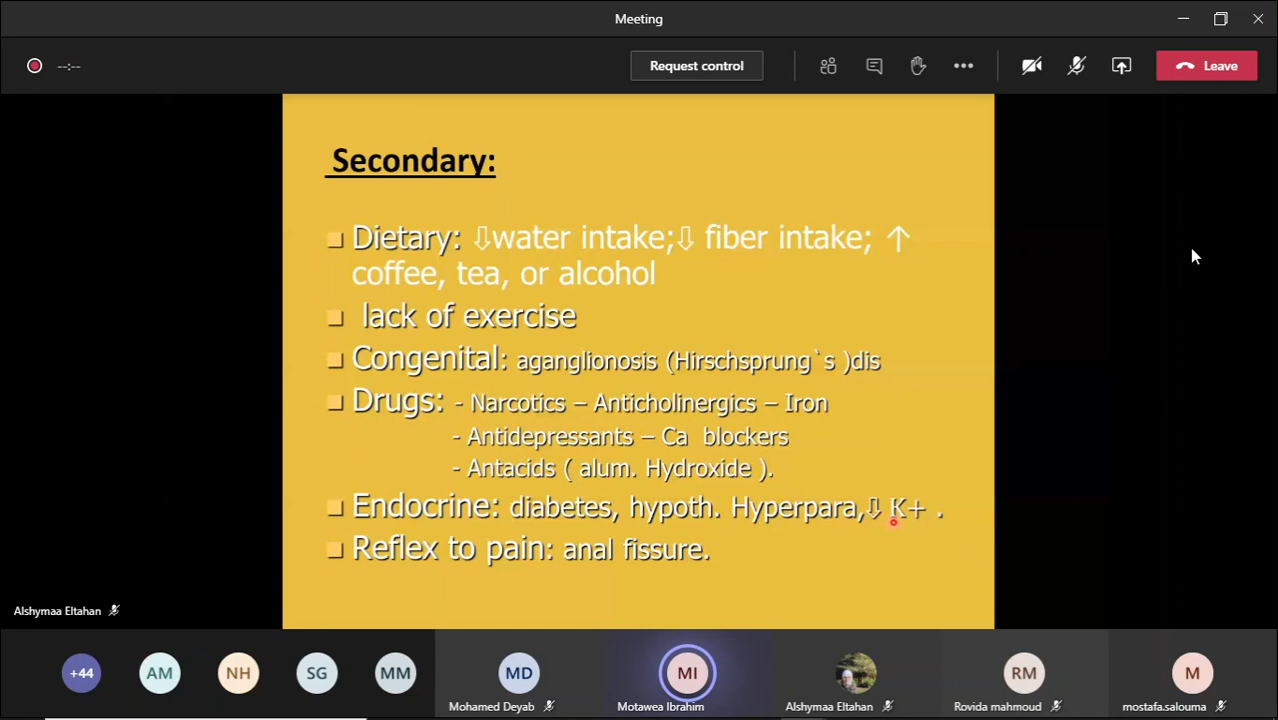 Meeting
--:--
Request control
Leave
Secondary:
Dietary: ⇩water intake;⇩ fiber intake; ↑
coffee, tea, or alcohol
lack of exercise
Congenital: aganglionosis (Hirschsprung`s )dis
Drugs: - Narcotics – Anticholinergics – Iron
- Antidepressants – Ca blockers
- Antacids ( alum. Hydroxide ).
Endocrine: diabetes, hypoth. Hyperpara,⇩ K+ .
Reflex to pain: anal fissure.
Alshymaa Eltahan
+44 AM NH SG MM MD MI RM M
Mohamed Deyab Motawea Ibrahim Alshymaa Eltahan Rovida mahmoud mostafa.salouma